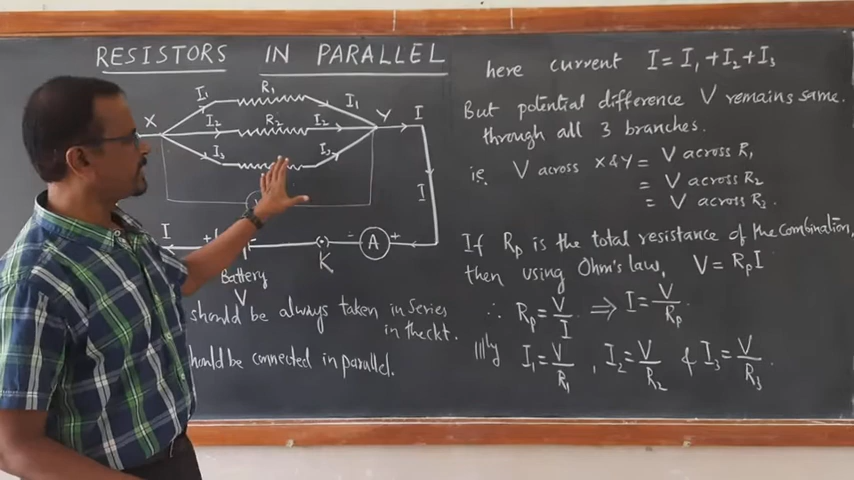 RESISTORS IN PARALLEL
I₁ R₁ I₁
X I₂ R₂ I₂ Y I
I₃ I₃
I
I + - A +
Battery K
V
should be always taken in Series
in the ckt.
should be connected in parallel.
here current I = I₁+I₂+I₃
But potential difference V remains same.
through all 3 branches.
ie. V across X & Y = V across R₁
= V across R₂
= V across R₃.
If Rp is the total resistance of the Combination,
then using Ohm's law, V = RpI
∴ Rp = V/I ⇒ I = V/Rp
|||ly I₁ = V/R₁ , I₂ = V/R₂ & I₃ = V/R₃.